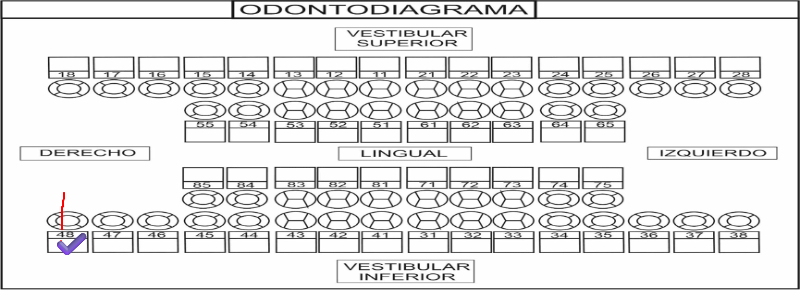 ODONTODIAGRAMA
VESTIBULAR
SUPERIOR
18 17 16 15 14 13 12 11 21 22 23 24 25 26 27 28
55 54 53 52 51 61 62 63 64 65
DERECHO LINGUAL IZQUIERDO
85 84 83 82 81 71 72 73 74 75
48 47 46 45 44 43 42 41 31 32 33 34 35 36 37 38
VESTIBULAR
INFERIOR